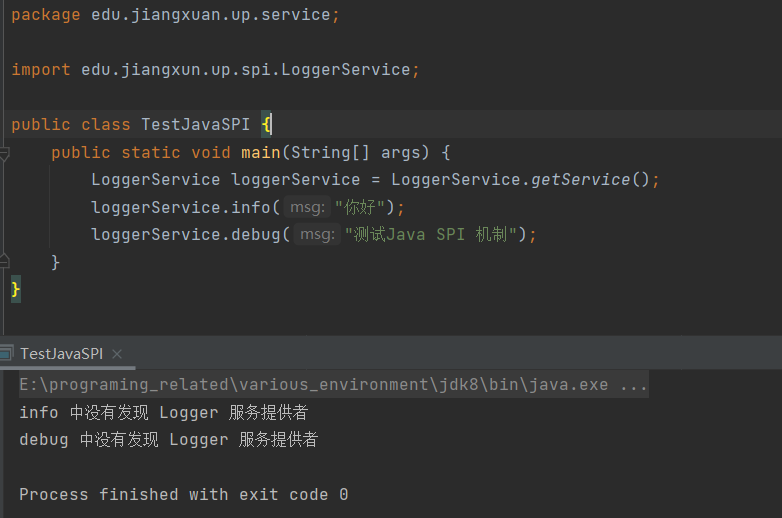 package edu.jiangxuan.up.service;
import edu.jiangxun.up.spi.LoggerService;
public class TestJavaSPI {
public static void main(String[] args) {
LoggerService loggerService = LoggerService.getService();
loggerService.info( msg: "你好");
loggerService.debug( msg: "测试Java SPI 机制");
}
}
TestJavaSPI ×
E:\programing_related\various_environment\jdk8\bin\java.exe ...
info 中没有发现 Logger 服务提供者
debug 中没有发现 Logger 服务提供者
Process finished with exit code 0